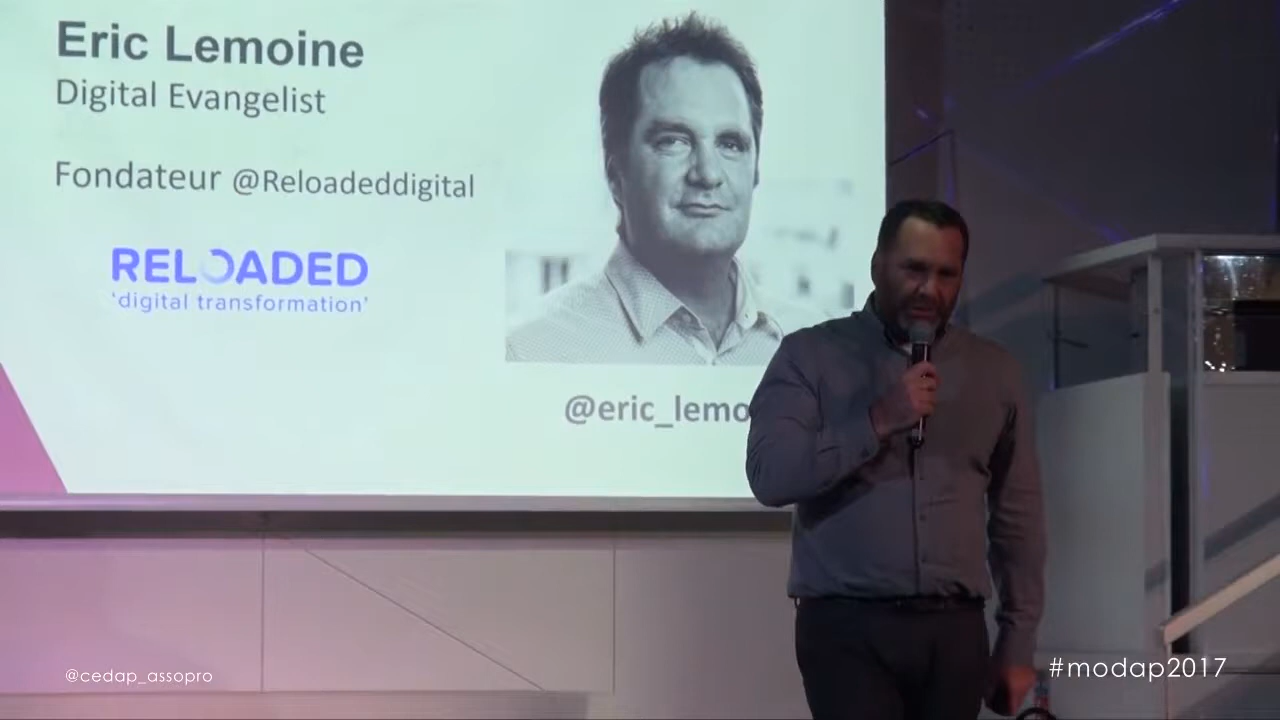 Eric Lemoine
Digital Evangelist
Fondateur @Reloadeddigital
RELOADED
'digital transformation'
@eric_lemo
@cedap_assopro
#modap2017